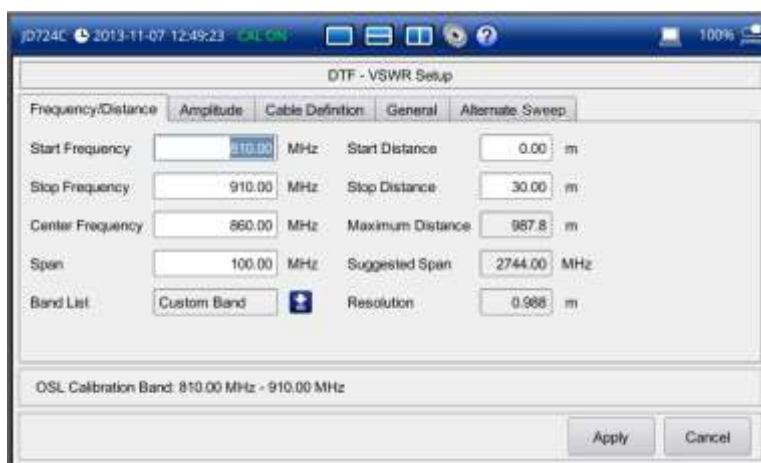 JD724C 2013-11-07 12:49:23 CAL ON ? 100%
DTF - VSWR Setup
Frequency/Distance Amplitude Cable Definition General Alternate Sweep
Start Frequency 810.00 MHz Start Distance 0.00 m
Stop Frequency 910.00 MHz Stop Distance 30.00 m
Center Frequency 860.00 MHz Maximum Distance 987.8 m
Span 100.00 MHz Suggested Span 2744.00 MHz
Band List Custom Band Resolution 0.988 m
OSL Calibration Band: 810.00 MHz - 910.00 MHz
Apply Cancel